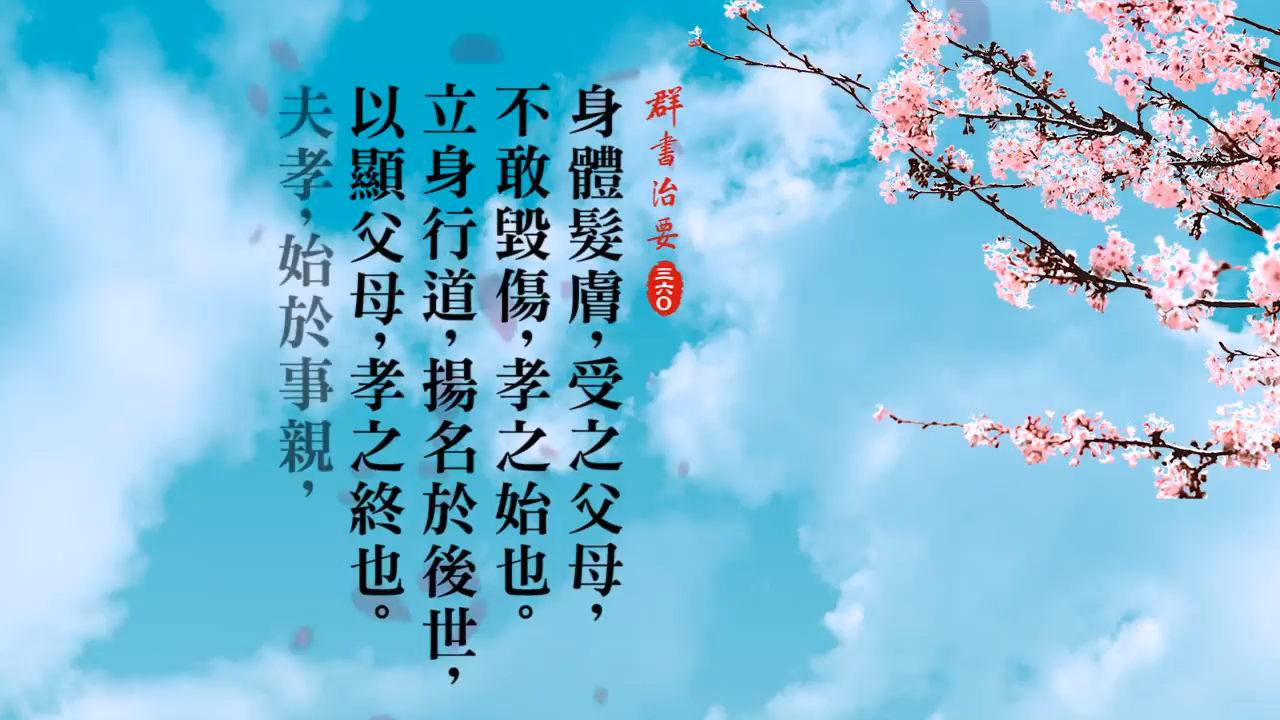 群書治要三六〇
身體髮膚，受之父母，
不敢毀傷，孝之始也。
立身行道，揚名於後世，
以顯父母，孝之終也。
夫孝，始於事親，